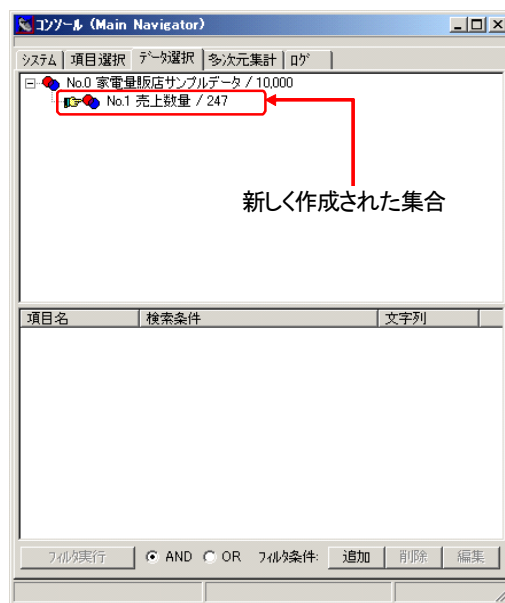 コンソール (Main Navigator)
システム 項目選択 データ選択 多次元集計 ログ
No.0 家電量販店サンプルデータ / 10,000
No.1 売上数量 / 247
新しく作成された集合
項目名 検索条件 文字列
フィルタ実行 AND OR フィルタ条件: 追加 削除 編集